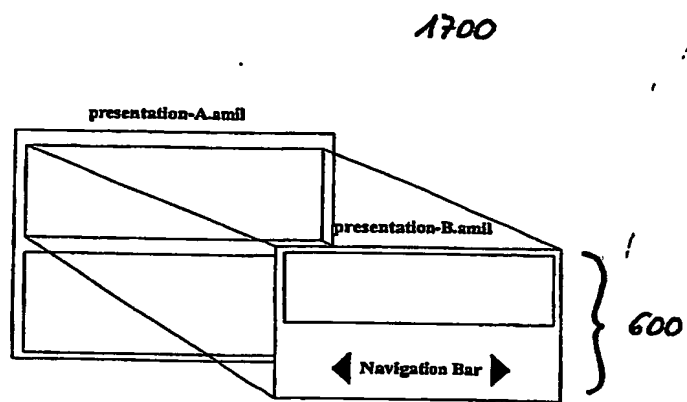 1700
presentation-A.smil
presentation-B.smil
600
Navigation Bar